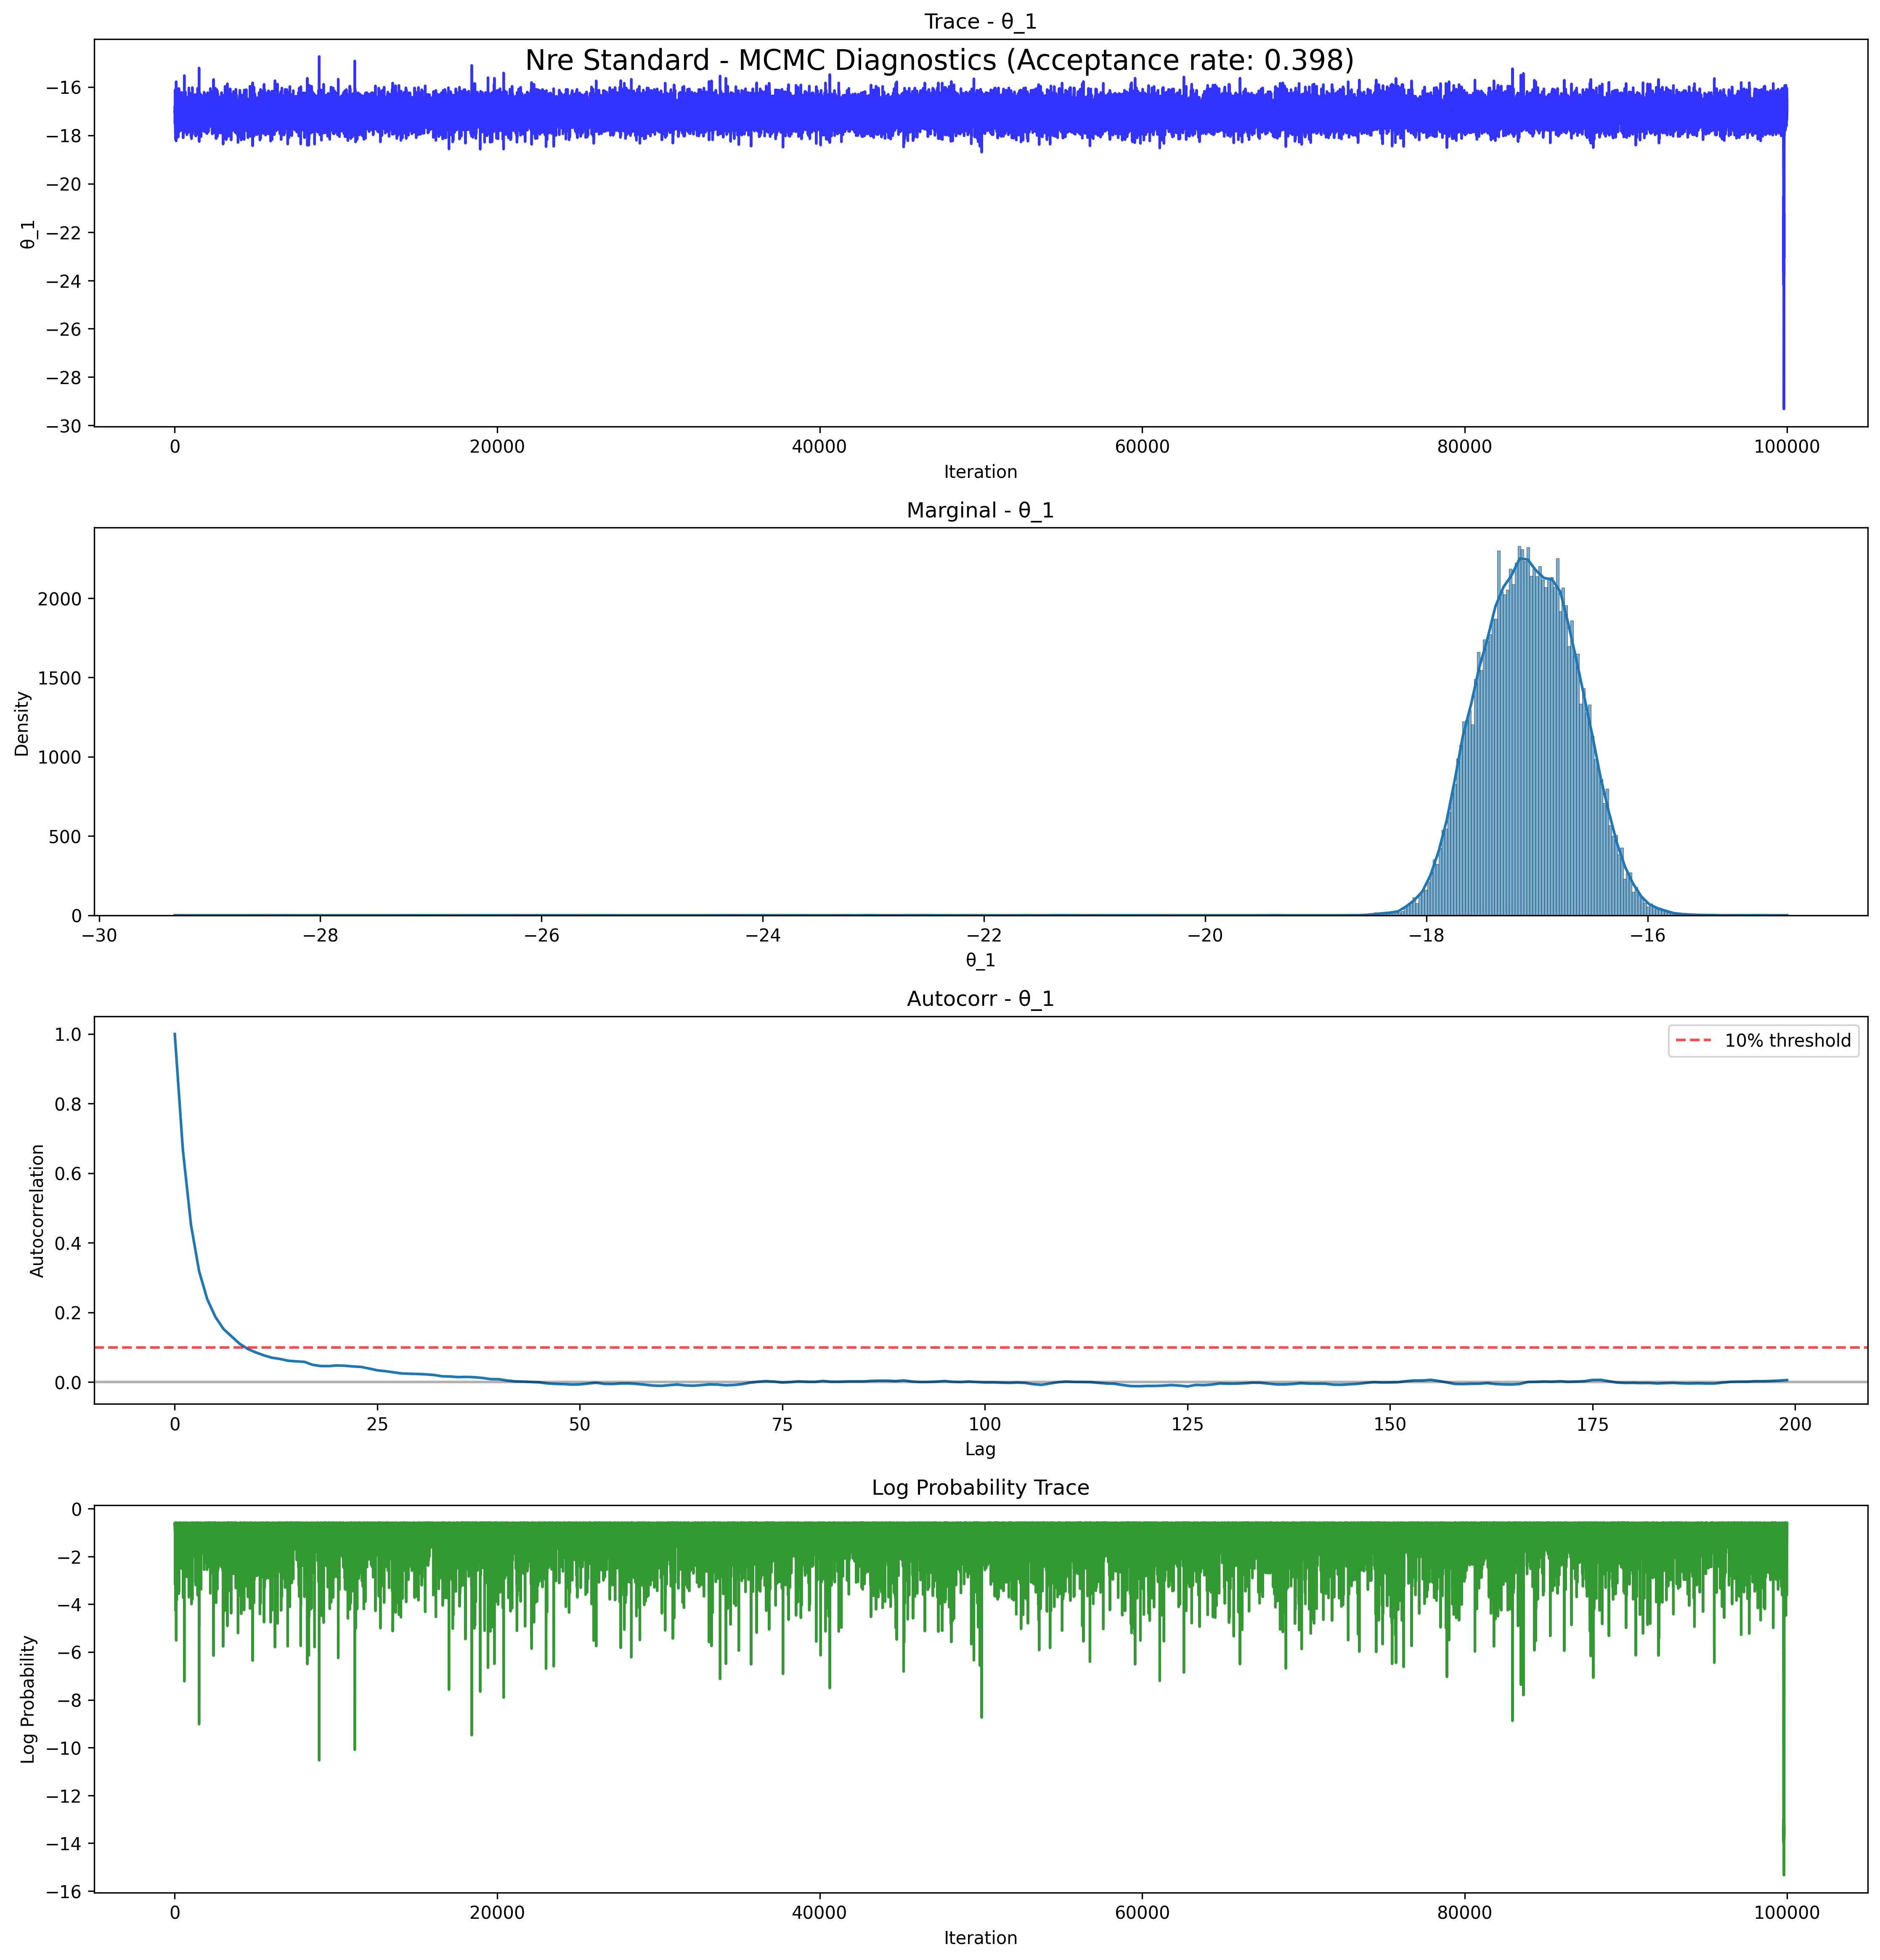 Trace - θ_1
Nre Standard - MCMC Diagnostics (Acceptance rate: 0.398)
−16
−18
−20
−22
−24
−26
−28
−30
θ_1
0 20000 40000 60000 80000 100000
Iteration
Marginal - θ_1
2000
1500
1000
500
0
Density
−30 −28 −26 −24 −22 −20 −18 −16
θ_1
Autocorr - θ_1
10% threshold
1.0
0.8
0.6
0.4
0.2
0.0
Autocorrelation
0 25 50 75 100 125 150 175 200
Lag
Log Probability Trace
0
−2
−4
−6
−8
−10
−12
−14
−16
Log Probability
0 20000 40000 60000 80000 100000
Iteration